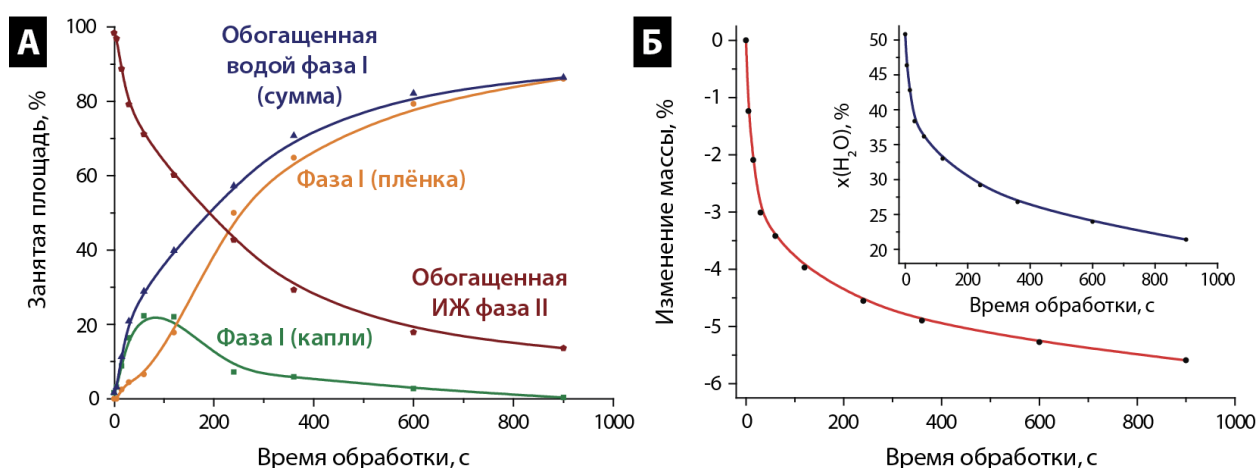 А
100
80
60
40
20
0
Занятая площадь, %
Обогащенная
водой фаза I
(сумма)
Фаза I (плёнка)
Обогащенная
ИЖ фаза II
Фаза I (капли)
0
200
400
600
800
1000
Время обработки, с
Б
0
-1
-2
-3
-4
-5
-6
Изменение массы, %
50
45
40
35
30
25
20
x(H₂O), %
0
200
400
600
800
1000
Время обработки, с
0
200
400
600
800
1000
Время обработки, с